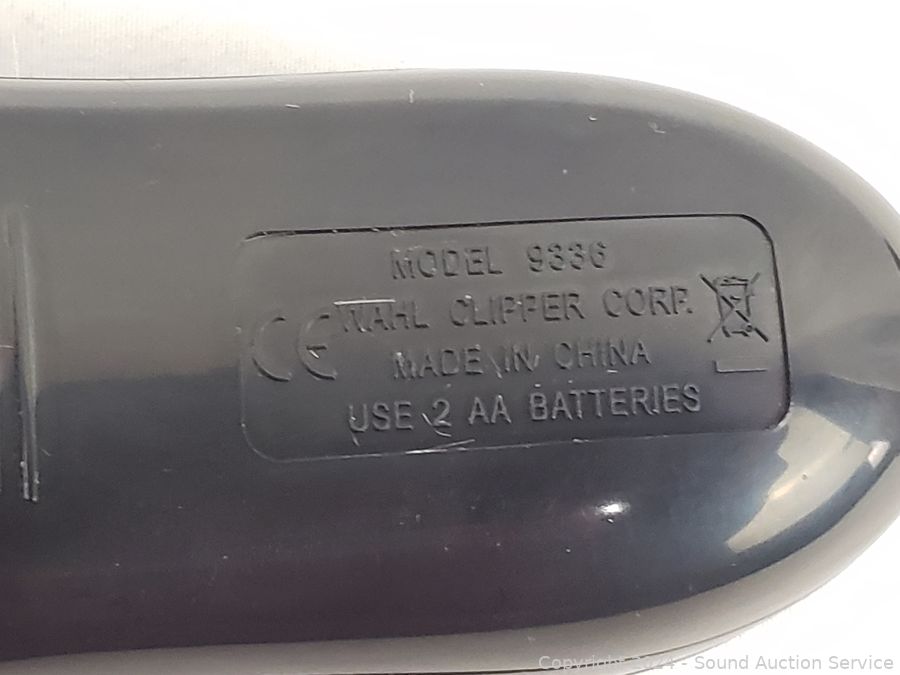 MODEL 9336
WAHL CLIPPER CORP.
CE
MADE IN CHINA
USE 2 AA BATTERIES
Copyright 2024 - Sound Auction Service